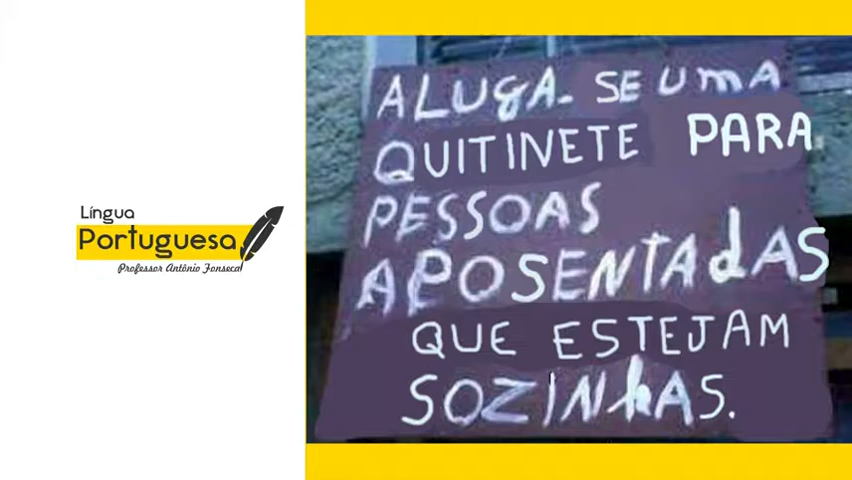 Língua
Portuguesa
Professor Antônio Fonseca
ALUGA-SE UMA
QUITINETE PARA
PESSOAS
APOSENTAdAS
QUE ESTEJAM
SOZINhAS.